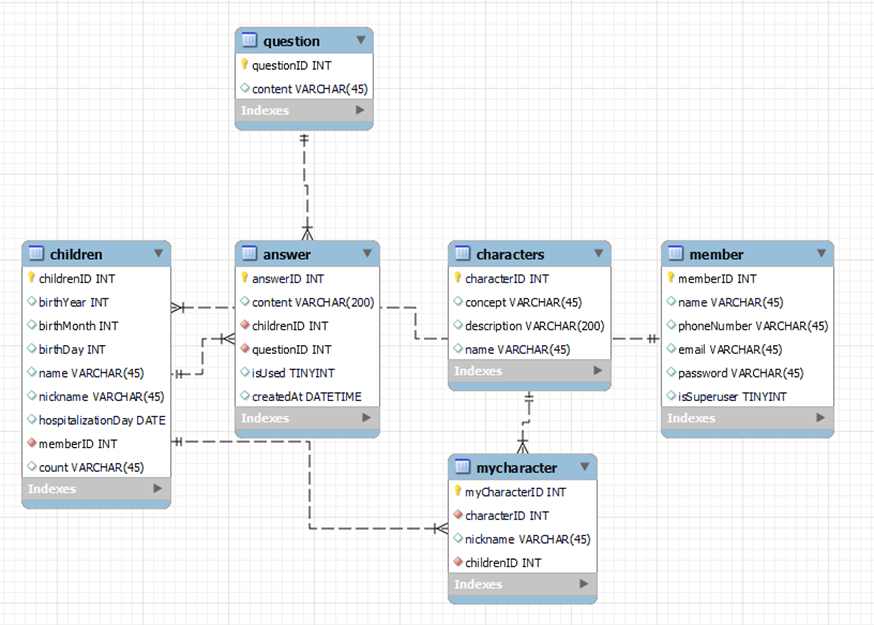 question
questionID INT
content VARCHAR(45)
Indexes
children
childrenID INT
birthYear INT
birthMonth INT
birthDay INT
name VARCHAR(45)
nickname VARCHAR(45)
hospitalizationDay DATE
memberID INT
count VARCHAR(45)
Indexes
answer
answerID INT
content VARCHAR(200)
childrenID INT
questionID INT
isUsed TINYINT
createdAt DATETIME
Indexes
characters
characterID INT
concept VARCHAR(45)
description VARCHAR(200)
name VARCHAR(45)
Indexes
member
memberID INT
name VARCHAR(45)
phoneNumber VARCHAR(45)
email VARCHAR(45)
password VARCHAR(45)
isSuperuser TINYINT
Indexes
mycharacter
myCharacterID INT
characterID INT
nickname VARCHAR(45)
childrenID INT
Indexes